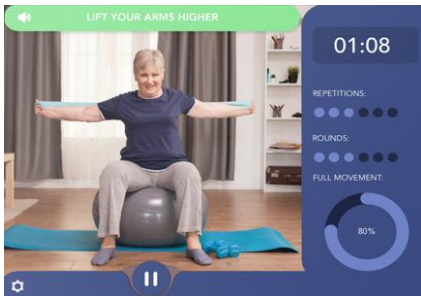 LIFT YOUR ARMS HIGHER
01:08
REPETITIONS:
ROUNDS:
FULL MOVEMENT:
80%